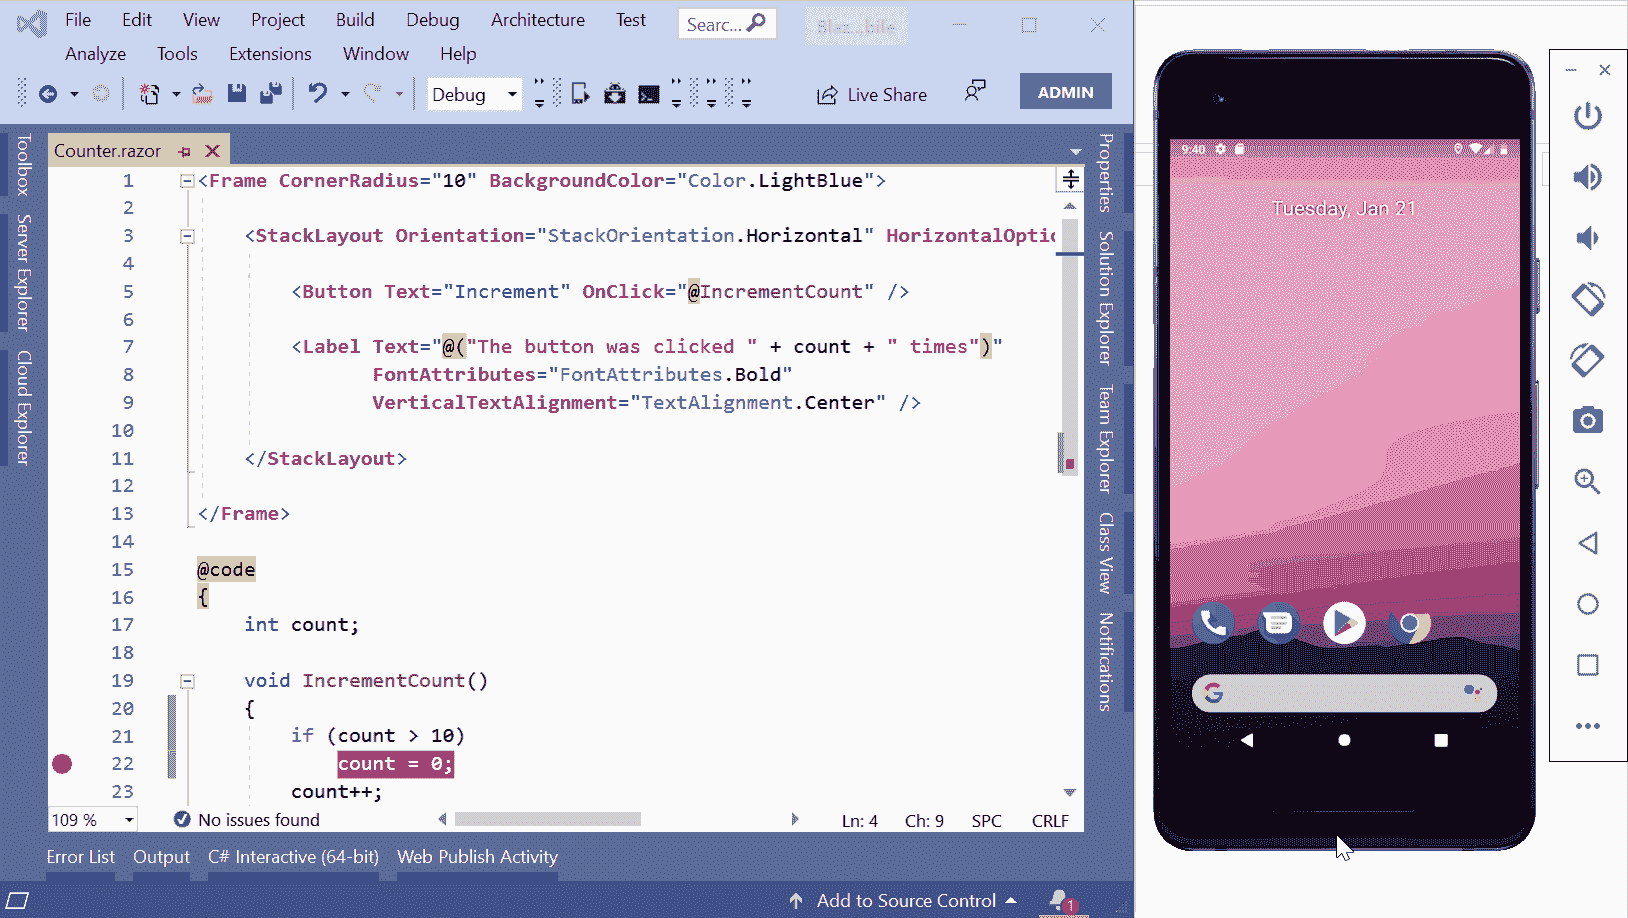 File Edit View Project Build Debug Architecture Test Searc... Blaz...bile
Analyze Tools Extensions Window Help
Debug Live Share ADMIN
Toolbox
Server Explorer
Cloud Explorer
Counter.razor
1 <Frame CornerRadius="10" BackgroundColor="Color.LightBlue">
2
3 <StackLayout Orientation="StackOrientation.Horizontal" HorizontalOptio
4
5 <Button Text="Increment" OnClick="@IncrementCount" />
6
7 <Label Text="@("The button was clicked " + count + " times")"
8 FontAttributes="FontAttributes.Bold"
9 VerticalTextAlignment="TextAlignment.Center" />
10
11 </StackLayout>
12
13 </Frame>
14
15 @code
16 {
17 int count;
18
19 void IncrementCount()
20 {
21 if (count > 10)
22 count = 0;
23 count++;
109 % No issues found Ln: 4 Ch: 9 SPC CRLF
Error List Output C# Interactive (64-bit) Web Publish Activity
Add to Source Control 1
Properties
Solution Explorer
Team Explorer
Class View
Notifications
9:40
Tuesday, Jan 21
G